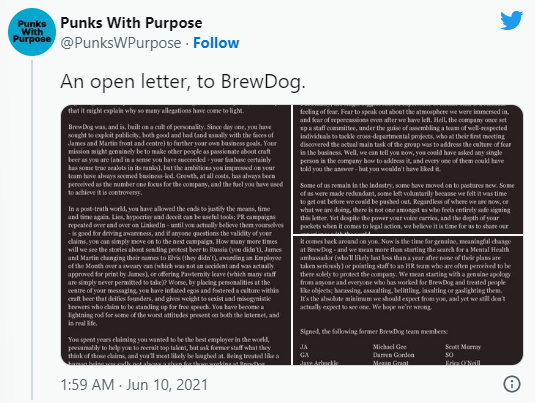 Punks
With
Purpose
Punks With Purpose
@PunksWPurpose · Follow
An open letter, to BrewDog.
that it might explain why so many allegations have come to light.
BrewDog was, and is, built on a cult of personality. Since day one, you have
sought to exploit publicity, both good and bad (and usually with the faces of
James and Martin front and centre) to further your own business goals. Your
mission might genuinely be to make other people as passionate about craft
beer as you are (and in a sense you have succeeded - your fanbase certainly
has some true zealots in its ranks), but the ambitions you impressed on your
team have always seemed business-led. Growth, at all costs, has always been
perceived as the number one focus for the company, and the fuel you have used
to achieve it is controversy.
In a post-truth world, you have allowed the ends to justify the means, time
and time again. Lies, hypocrisy and deceit can be useful tools; PR campaigns
repeated over and over on LinkedIn - until you actually believe them yourselves
- is good for driving awareness, and if anyone questions the validity of your
claims, you can simply move on to the next campaign. How many more times
will we see the stories about sending protest beer to Russia (you didn't), James
and Martin changing their names to Elvis (they didn't), awarding an Employee
of the Month over a sweary can (which was not an accident and was actually
approved for print by James), or offering Pawternity leave (which many staff
are simply never permitted to take)? Worse, by placing personalities at the
centre of your messaging, you have inflated egos and fostered a culture within
craft beer that deifies founders, and gives weight to sexist and misogynistic
brewers who claim to be standing up for free speech. You have become a
lightning rod for some of the worst attitudes present on both the internet, and
in real life.
You spent years claiming you wanted to be the best employer in the world,
presumably to help you to recruit top talent, but ask former staff what they
think of those claims, and you'll most likely be laughed at. Being treated like a
feeling of fear. Fear to speak out about the atmosphere we were immersed in,
and fear of repercussions even after we have left. Hell, the company once set
up a staff committee, under the guise of assembling a team of well-respected
individuals to tackle cross-departmental projects, who at their first meeting
discovered the actual main task of the group was to address the culture of fear
in the business. Well, we can tell you now, you could have asked every single
person in the company how to address it, and every one of them could have
told you the answer - but you wouldn't have liked it.
Some of us remain in the industry, some have moved on to pastures new. Some
of us were made redundant, some left voluntarily because we felt it was time
to get out before we could be pushed out. Regardless of where we are now, or
what we are doing, there is not one amongst us who feels entirely safe signing
this letter. Yet despite the power your voice carries, and the depth of your
pockets when it comes to legal action, we believe it is time for us to share our
it comes back around on you. Now is the time for genuine, meaningful change
at BrewDog - and we mean more than starting the search for a Mental Health
ambassador (who'll likely last less than a year after none of their plans are
taken seriously) or pointing staff to an HR team who are often perceived to be
there solely to protect the company. We mean starting with a genuine apology
from anyone and everyone who has worked for BrewDog and treated people
like objects; harassing, assaulting, belittling, insulting or gaslighting them.
It's the absolute minimum we should expect from you, and yet we still don't
actually expect to see one. We hope we're wrong.
Signed, the following former BrewDog team members:
JA Michael Gee Scott Murray
GA Darren Gordon SO
Jaye Arbuckle Megan Grant Erica O'Neill
1:59 AM · Jun 10, 2021